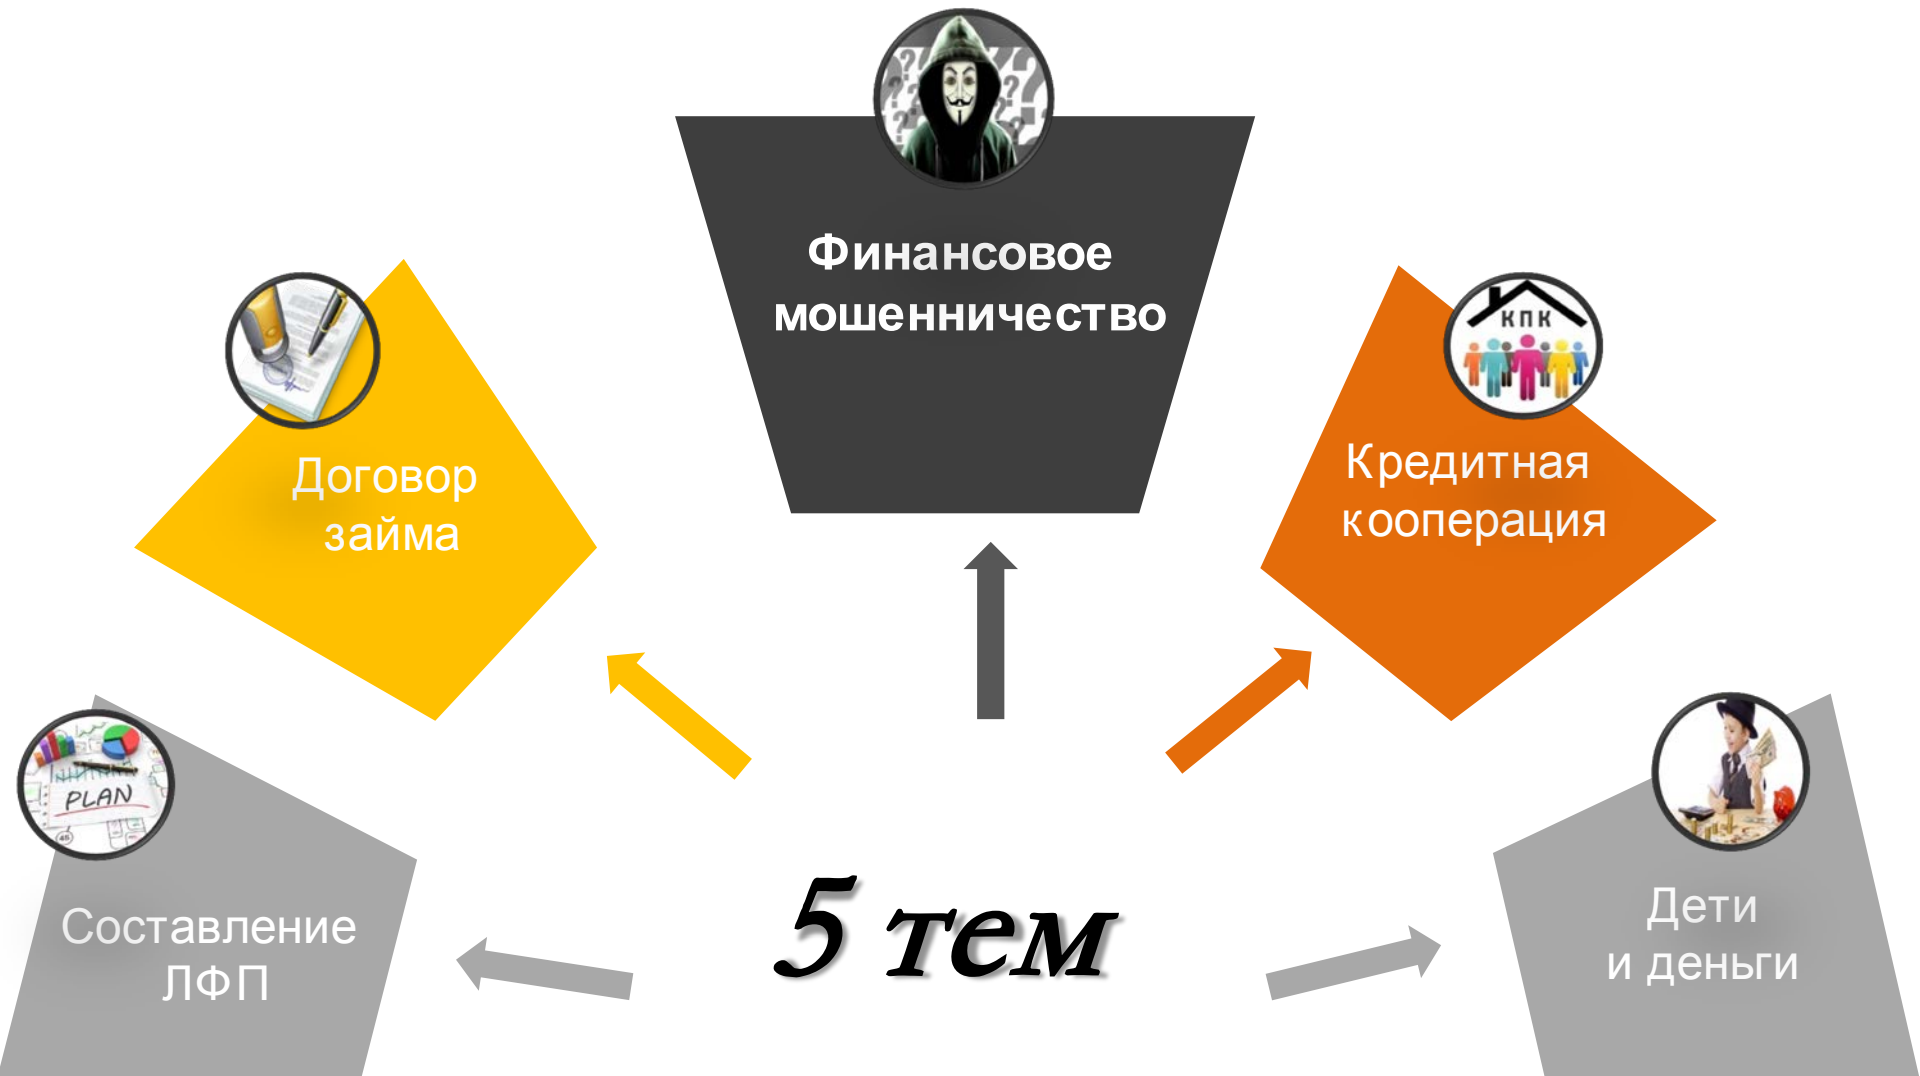 Финансовое
мошенничество
КПК
Договор
займа
Кредитная
кооперация
PLAN
Составление
ЛФП
5 тем
Дети
и деньги